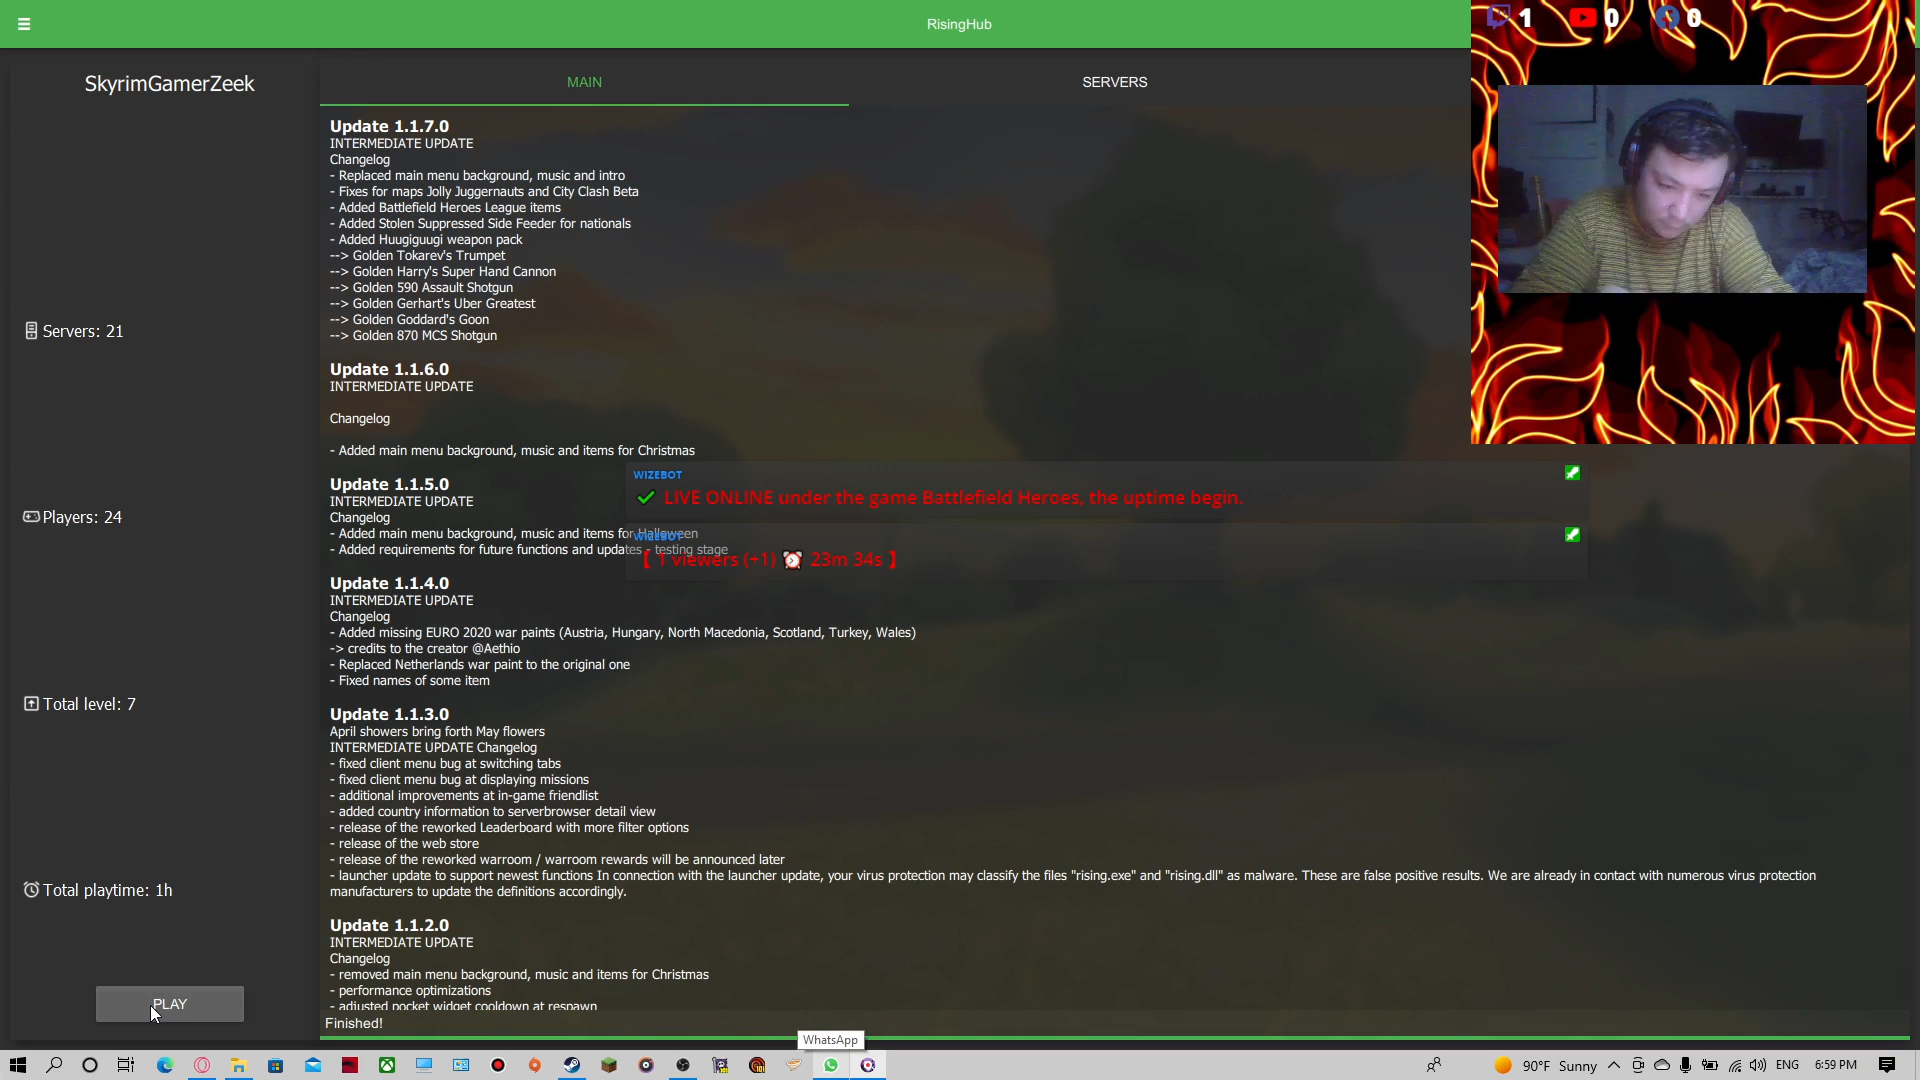 RisingHub
1
0
0
SkyrimGamerZeek
MAIN
SERVERS
Servers: 21
Players: 24
Total level: 7
Total playtime: 1h
PLAY
Update 1.1.7.0
INTERMEDIATE UPDATE
Changelog
- Replaced main menu background, music and intro
- Fixes for maps Jolly Juggernauts and City Clash Beta
- Added Battlefield Heroes League items
- Added Stolen Suppressed Side Feeder for nationals
- Added Huugiguugi weapon pack
--> Golden Tokarev's Trumpet
--> Golden Harry's Super Hand Cannon
--> Golden 590 Assault Shotgun
--> Golden Gerhart's Uber Greatest
--> Golden Goddard's Goon
--> Golden 870 MCS Shotgun
Update 1.1.6.0
INTERMEDIATE UPDATE
Changelog
- Added main menu background, music and items for Christmas
Update 1.1.5.0
INTERMEDIATE UPDATE
Changelog
- Added main menu background, music and items for Halloween
- Added requirements for future functions and updates - testing stage
WIZEBOT
LIVE ONLINE under the game Battlefield Heroes, the uptime begin.
WIZEBOT
【 1 viewers (+1) ⏰ 23m 34s 】
Update 1.1.4.0
INTERMEDIATE UPDATE
Changelog
- Added missing EURO 2020 war paints (Austria, Hungary, North Macedonia, Scotland, Turkey, Wales)
-> credits to the creator @Aethio
- Replaced Netherlands war paint to the original one
- Fixed names of some item
Update 1.1.3.0
April showers bring forth May flowers
INTERMEDIATE UPDATE Changelog
- fixed client menu bug at switching tabs
- fixed client menu bug at displaying missions
- additional improvements at in-game friendlist
- added country information to serverbrowser detail view
- release of the reworked Leaderboard with more filter options
- release of the web store
- release of the reworked warroom / warroom rewards will be announced later
- launcher update to support newest functions In connection with the launcher update, your virus protection may classify the files "rising.exe" and "rising.dll" as malware. These are false positive results. We are already in contact with numerous virus protection
manufacturers to update the definitions accordingly.
Update 1.1.2.0
INTERMEDIATE UPDATE
Changelog
- removed main menu background, music and items for Christmas
- performance optimizations
- adjusted pocket widget cooldown at respawn
Finished!
WhatsApp
90°F Sunny
ENG
6:59 PM